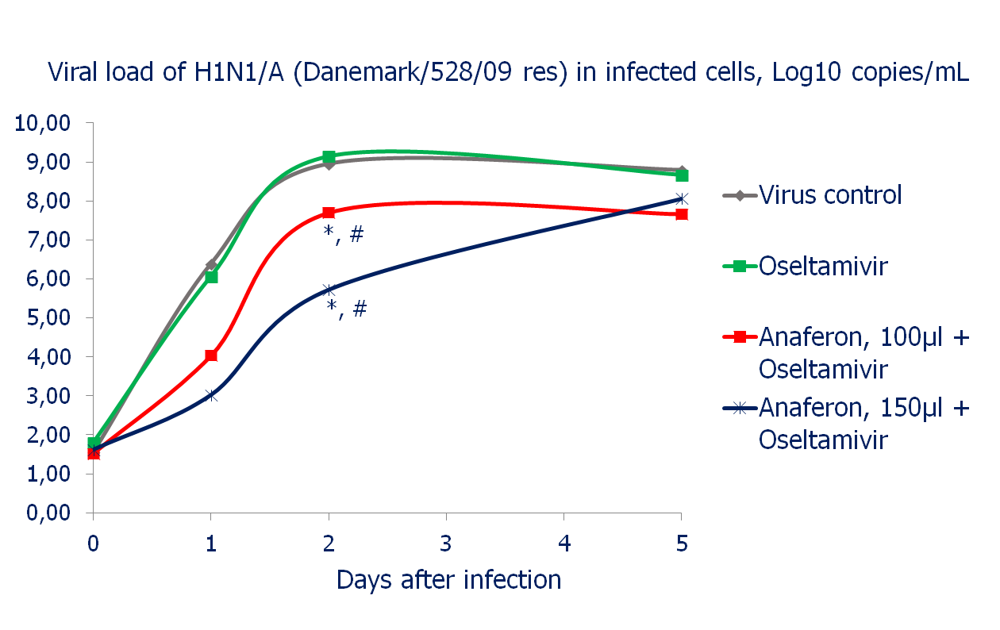 Viral load of H1N1/A (Danemark/528/09 res) in infected cells, Log10 copies/mL
10,00
9,00
8,00
7,00
6,00
5,00
4,00
3,00
2,00
1,00
0,00
*, #
*, #
0 1 2 3 4 5
Days after infection
Virus control
Oseltamivir
Anaferon, 100µl +
Oseltamivir
Anaferon, 150µl +
Oseltamivir